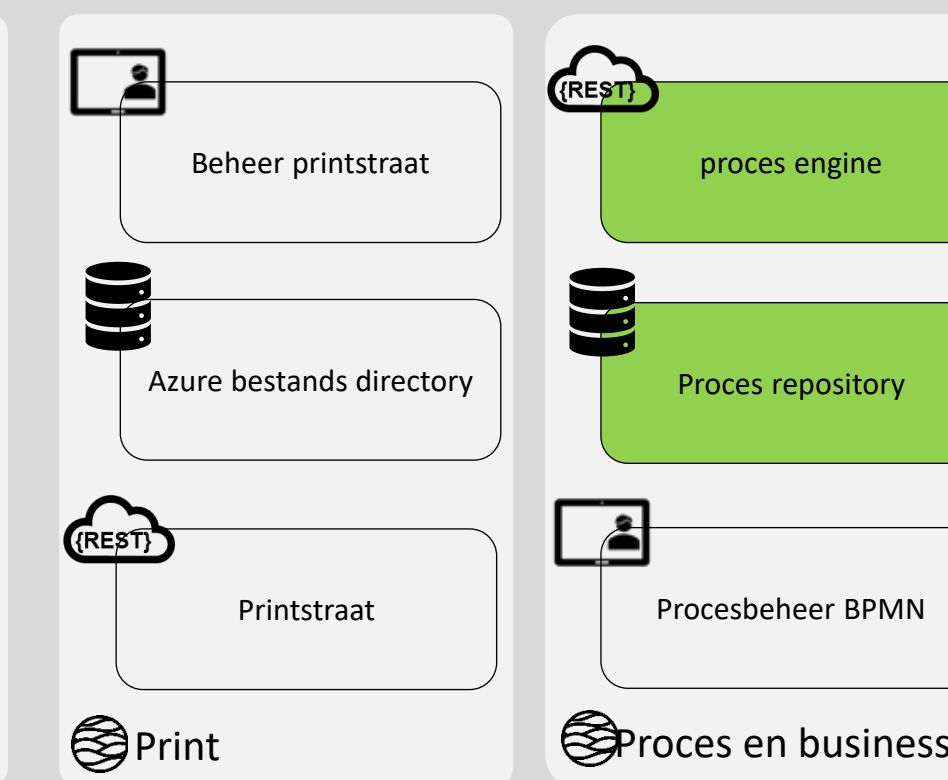 Beheer printstraat
Azure bestands directory
{REST}
Printstraat
Print
{REST}
proces engine
Proces repository
Procesbeheer BPMN
Proces en business